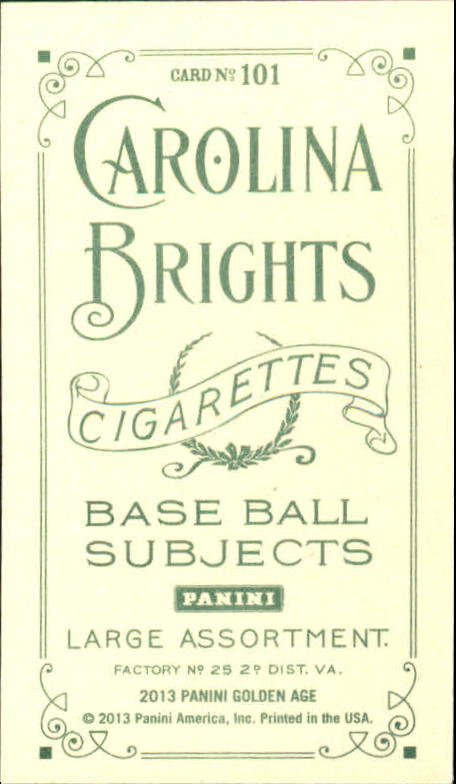 CARD Nº 101
CAROLINA
BRIGHTS
CIGARETTES
BASE BALL
SUBJECTS
PANINI
LARGE ASSORTMENT.
FACTORY Nº 25 2ᴰ DIST. VA.
2013 PANINI GOLDEN AGE
© 2013 Panini America, Inc. Printed in the USA.